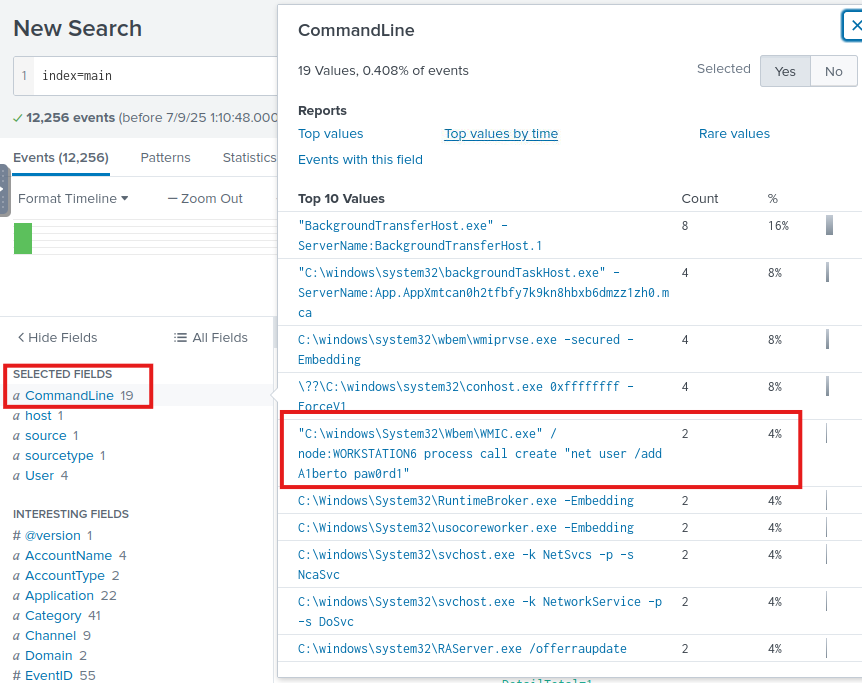 New Search
1 index=main
✓ 12,256 events (before 7/9/25 1:10:48.000
Events (12,256) Patterns Statistics
Format Timeline ▾ — Zoom Out
< Hide Fields All Fields
SELECTED FIELDS
a CommandLine 19
a host 1
a source 1
a sourcetype 1
a User 4
INTERESTING FIELDS
# @version 1
a AccountName 4
a AccountType 2
a Application 22
a Category 41
a Channel 9
a Domain 2
# EventID 55
CommandLine
19 Values, 0.408% of events
Selected Yes No
Reports
Top values Top values by time Rare values
Events with this field
Top 10 Values Count %
"BackgroundTransferHost.exe" - 8 16%
ServerName:BackgroundTransferHost.1
"C:\windows\system32\backgroundTaskHost.exe" - 4 8%
ServerName:App.AppXmtcan0h2tfbfy7k9kn8hbxb6dmzz1zh0.m
ca
C:\windows\system32\wbem\wmiprvse.exe -secured - 4 8%
Embedding
\??\C:\windows\system32\conhost.exe 0xffffffff - 4 8%
ForceV1
"C:\windows\System32\Wbem\WMIC.exe" / 2 4%
node:WORKSTATION6 process call create "net user /add
A1berto paw0rd1"
C:\Windows\System32\RuntimeBroker.exe -Embedding 2 4%
C:\Windows\System32\usocoreworker.exe -Embedding 2 4%
C:\windows\System32\svchost.exe -k NetSvcs -p -s 2 4%
NcaSvc
C:\windows\System32\svchost.exe -k NetworkService -p 2 4%
-s DoSvc
C:\windows\System32\RAServer.exe /offerraupdate 2 4%